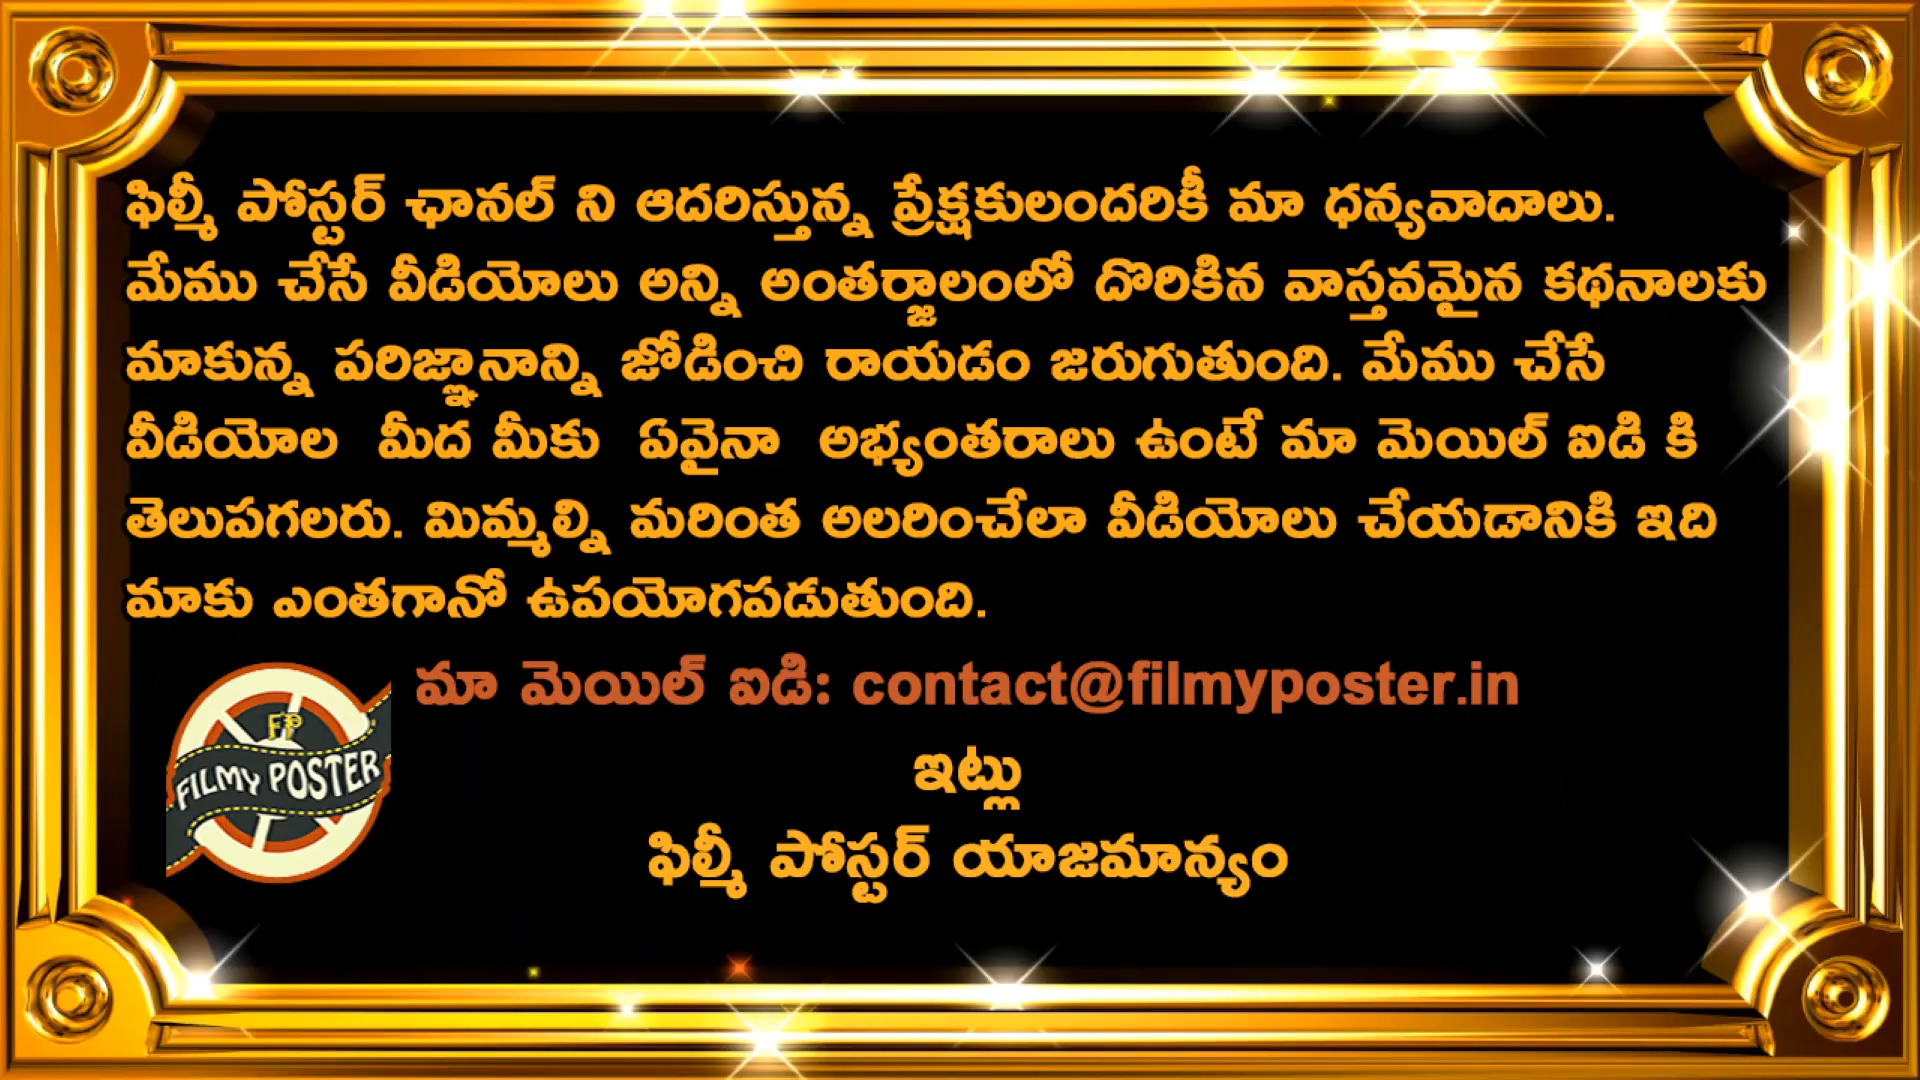 ఫిల్మీ పోస్టర్ ఛానల్ ని ఆదరిస్తున్న ప్రేక్షకులందరికీ మా ధన్యవాదాలు.
మేము చేసే వీడియోలు అన్ని అంతర్జాలంలో దొరికిన వాస్తవమైన కథనాలకు
మాకున్న పరిజ్ఞానాన్ని జోడించి రాయడం జరుగుతుంది. మేము చేసే
వీడియోల మీద మీకు ఏవైనా అభ్యంతరాలు ఉంటే మా మెయిల్ ఐడి కి
తెలుపగలరు. మిమ్మల్ని మరింత అలరించేలా వీడియోలు చేయడానికి ఇది
మాకు ఎంతగానో ఉపయోగపడుతుంది.
మా మెయిల్ ఐడి: contact@filmyposter.in
FP
FILMY POSTER
ఇట్లు
ఫిల్మీ పోస్టర్ యాజమాన్యం